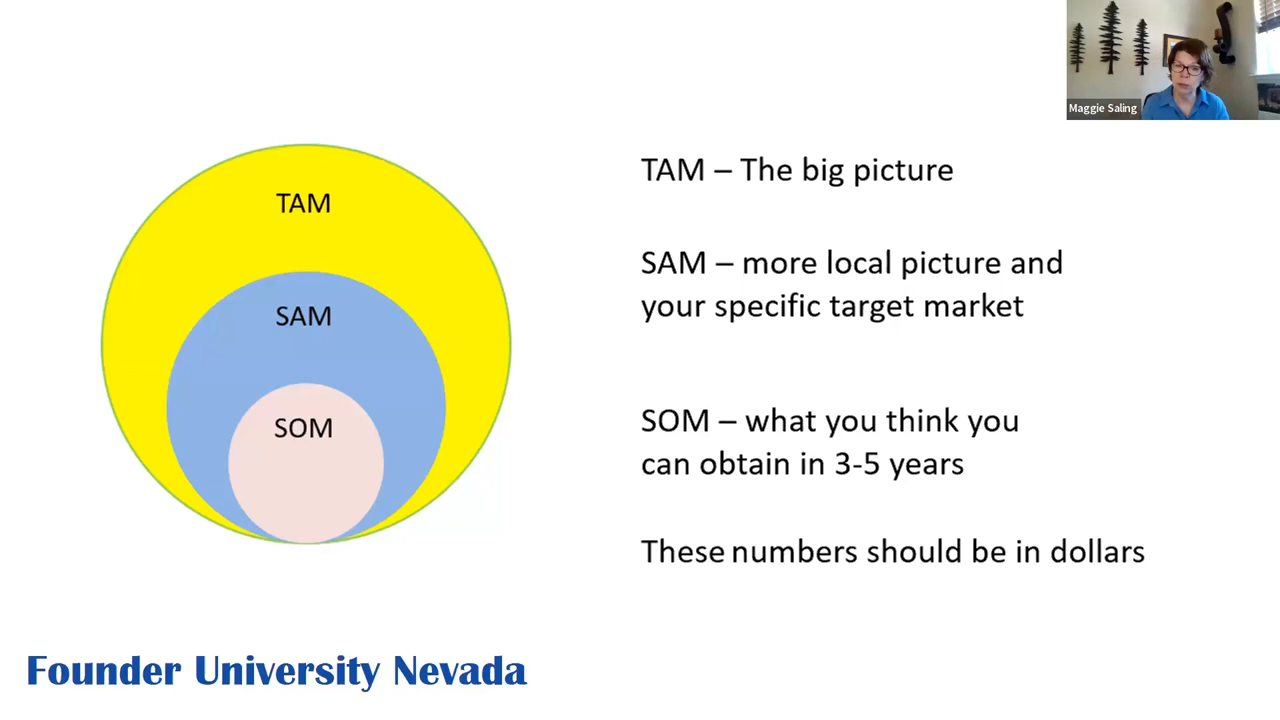 Maggie Saling
TAM
SAM
SOM
TAM – The big picture
SAM – more local picture and
your specific target market
SOM – what you think you
can obtain in 3-5 years
These numbers should be in dollars
Founder University Nevada